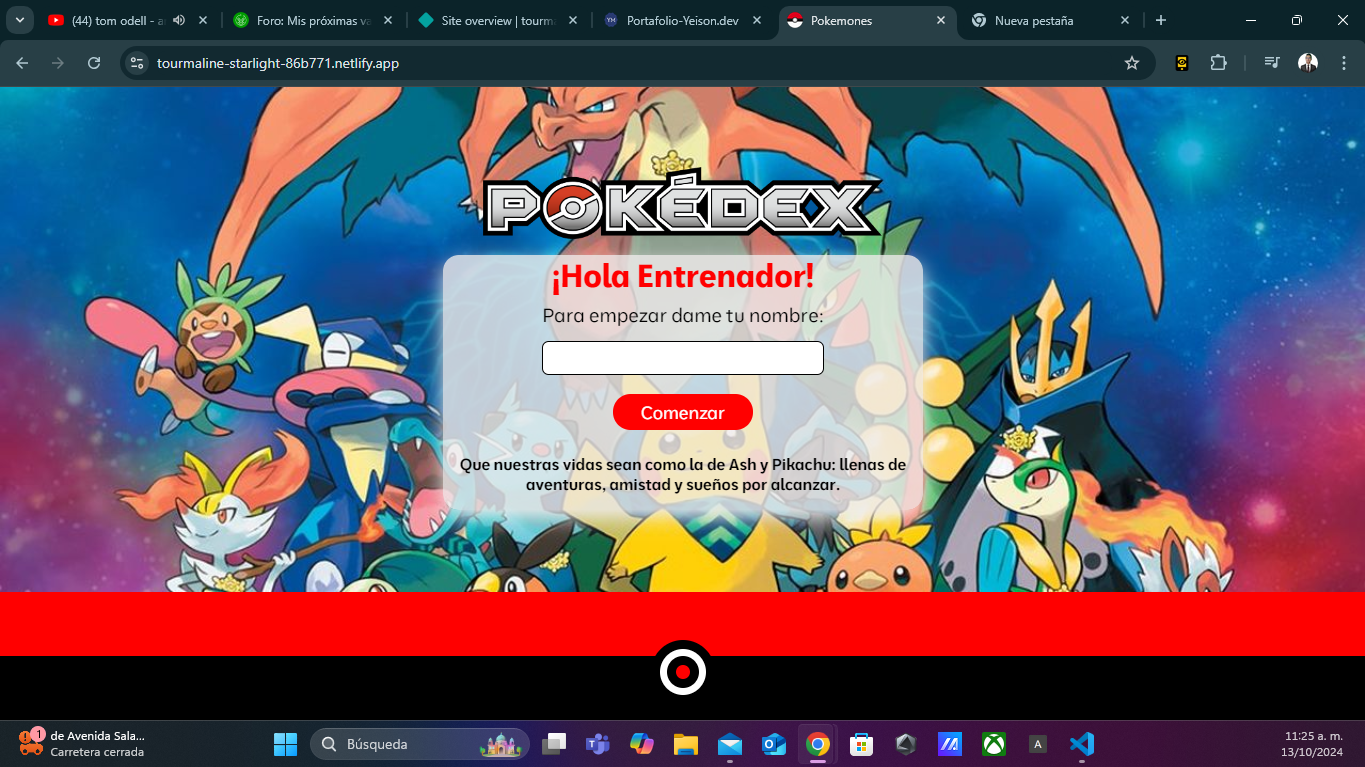 (44) tom odell - a
Foro: Mis próximas va
Site overview | tourma
Portafolio-Yeison.dev
Pokemones
Nueva pestaña
tourmaline-starlight-86b771.netlify.app
POKÉDEX
¡Hola Entrenador!
Para empezar dame tu nombre:
Comenzar
Que nuestras vidas sean como la de Ash y Pikachu: llenas de
aventuras, amistad y sueños por alcanzar.
1
de Avenida Sala...
Carretera cerrada
Búsqueda
A
11:25 a. m.
13/10/2024